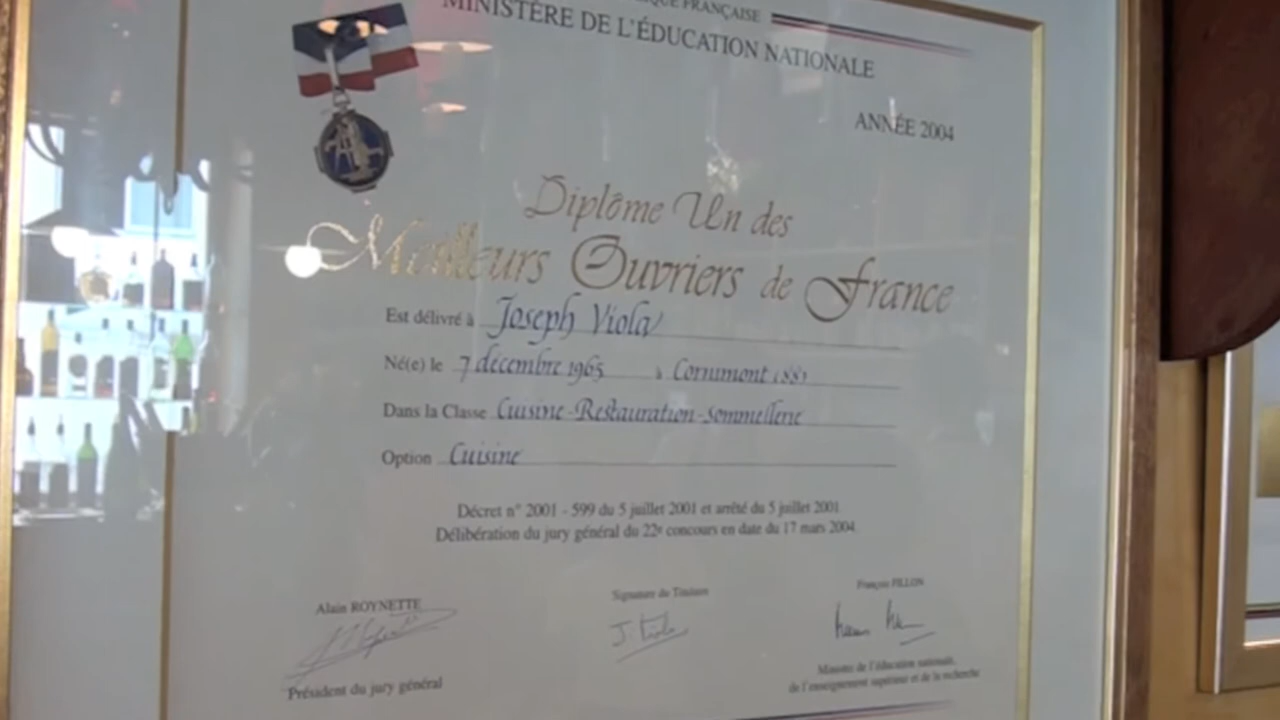 RÉPUBLIQUE FRANÇAISE
MINISTÈRE DE L'ÉDUCATION NATIONALE
ANNÉE 2004
Diplôme Un des
Meilleurs Ouvriers de France
Est délivré à Joseph Viola
Né(e) le 7 décembre 1965 à Cornimont (88)
Dans la Classe Cuisine-Restauration-Sommellerie
Option Cuisine
Décret n° 2001 - 599 du 5 juillet 2001 et arrêté du 5 juillet 2001
Délibération du jury général du 22e concours en date du 17 mars 2004
Alain ROYNETTE
Signature du Titulaire
François FILLON
J. Viola
Président du jury général
Ministre de l'éducation nationale,
de l'enseignement supérieur et de la recherche